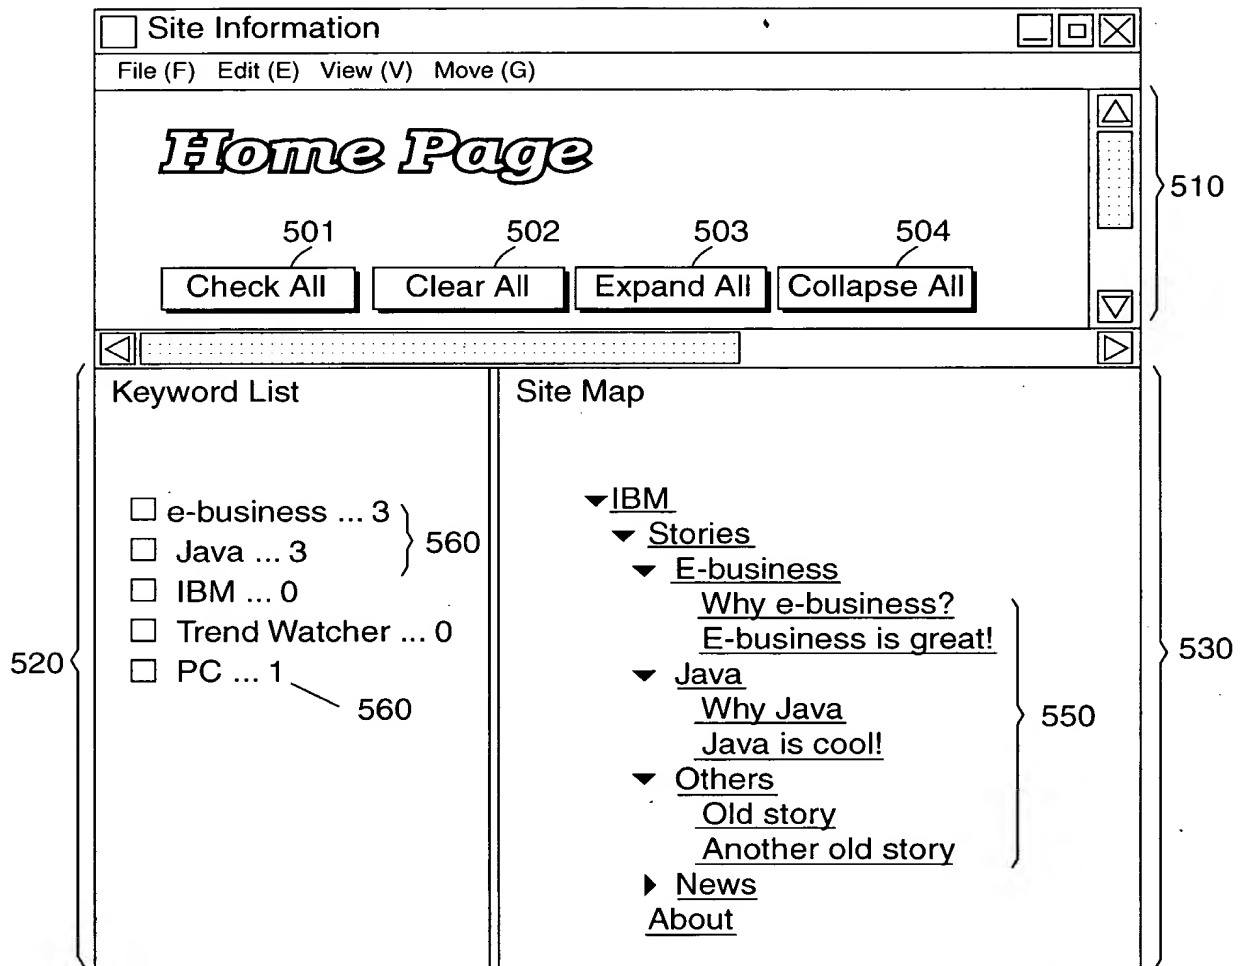 Site Information
File (F) Edit (E) View (V) Move (G)
Home Page
510
501 502 503 504
Check All Clear All Expand All Collapse All
Keyword List
Site Map
e-business ... 3
Java ... 3
560
IBM ... 0
Trend Watcher ... 0
PC ... 1
560
520
IBM
Stories
E-business
Why e-business?
E-business is great!
Java
Why Java
Java is cool!
Others
Old story
Another old story
News
About
550
530